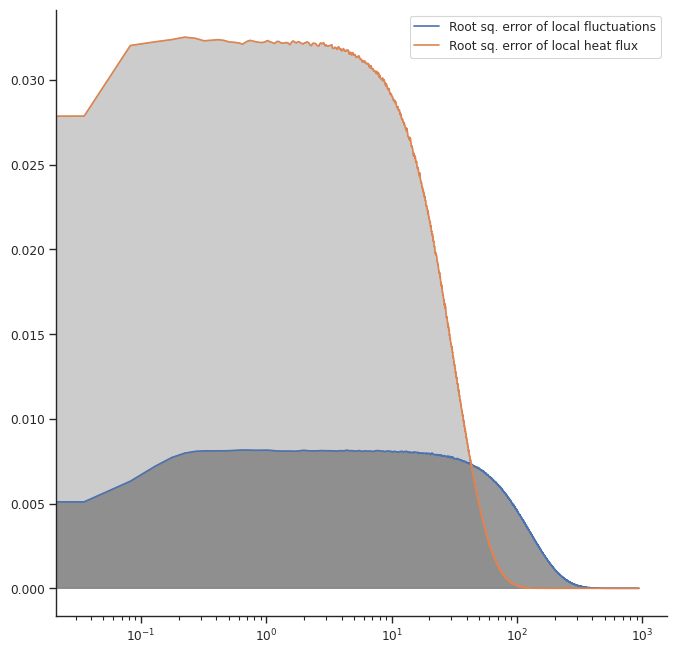 Root sq. error of local fluctuations
Root sq. error of local heat flux
0.030
0.025
0.020
0.015
0.010
0.005
0.000
10⁻¹ 10⁰ 10¹ 10² 10³